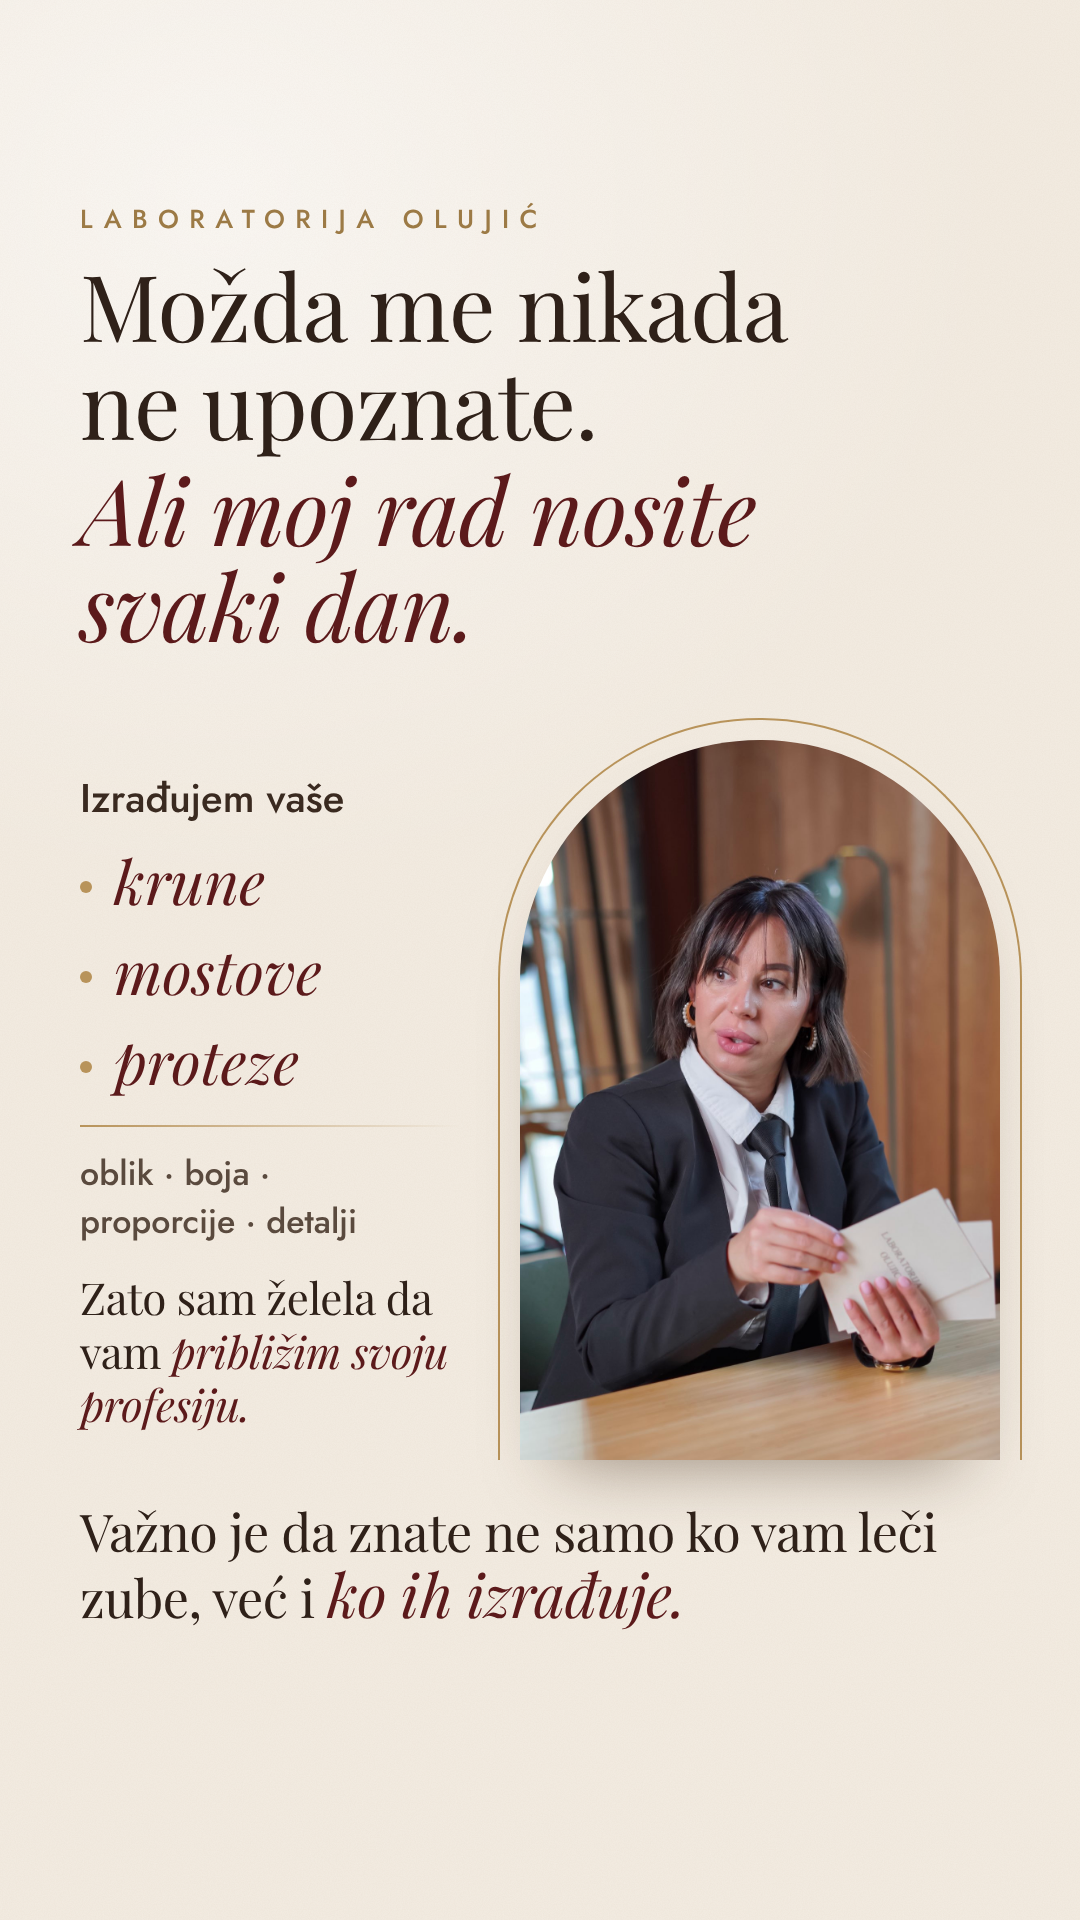 LABORATORIJA OLUJIĆ
Možda me nikada
ne upoznate.
Ali moj rad nosite
svaki dan.
Izrađujem vaše
• krune
• mostove
• proteze
oblik · boja ·
proporcije · detalji
Zato sam želela da
vam približim svoju
profesiju.
LABORATORIJA
OLUJIĆ
Važno je da znate ne samo ko vam leči
zube, već i ko ih izrađuje.